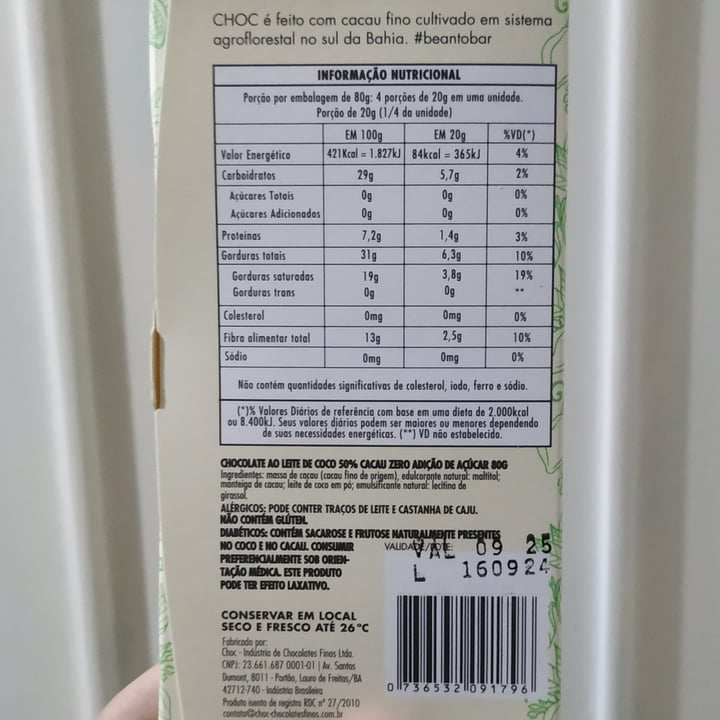 CHOC é feito com cacau fino cultivado em sistema
agroflorestal no sul da Bahia. #beantobar
INFORMAÇÃO NUTRICIONAL
Porção por embalagem de 80g: 4 porções de 20g em uma unidade.
Porção de 20g (1/4 da unidade)
EM 100g EM 20g %VD(*)
Valor Energético 421Kcal = 1.827kJ 84kcal = 365kJ 4%
Carboidratos 29g 5,7g 2%
Açúcares Totais 0g 0g 0%
Açúcares Adicionados 0g 0g 0%
Proteínas 7,2g 1,4g 3%
Gorduras totais 31g 6,3g 10%
Gorduras saturadas 19g 3,8g 19%
Gorduras trans 0g 0g **
Colesterol 0mg 0mg 0%
Fibra alimentar total 13g 2,5g 10%
Sódio 0mg 0mg 0%
Não contém quantidades significativas de colesterol, iodo, ferro e sódio.
(*)% Valores Diários de referência com base em uma dieta de 2.000kcal
ou 8.400kJ. Seus valores diários podem ser maiores ou menores dependendo
de suas necessidades energéticas. (**) VD não estabelecido.
CHOCOLATE AO LEITE DE COCO 50% CACAU ZERO ADIÇÃO DE AÇÚCAR 80G
Ingredientes: massa de cacau (cacau fino de origem), edulcorante natural: maltitol;
manteiga de cacau; leite de coco em pó; emulsificante natural: lecitina de
girassol.
ALÉRGICOS: PODE CONTER TRAÇOS DE LEITE E CASTANHA DE CAJU.
NÃO CONTÉM GLÚTEN.
DIABÉTICOS: CONTÉM SACAROSE E FRUTOSE NATURALMENTE PRESENTES
NO COCO E NO CACAU. CONSUMIR
PREFERENCIALMENTE SOB ORIEN-
TAÇÃO MÉDICA. ESTE PRODUTO
PODE TER EFEITO LAXATIVO.
VALIDADE/LOTE:
VAL 09 25
L 160924
CONSERVAR EM LOCAL
SECO E FRESCO ATÉ 26°C
Fabricado por:
Choc - Indústria de Chocolates Finos Ltda.
CNPJ: 23.661.687 0001-01 | Av. Santos
Dumont, 8011 - Portão, Lauro de Freitas/BA
42712-740 - Indústria Brasileira
Produto isento de registro RDC nº 27/2010
contato@choc-chocolatesfinos.com.br
0 736532 091796